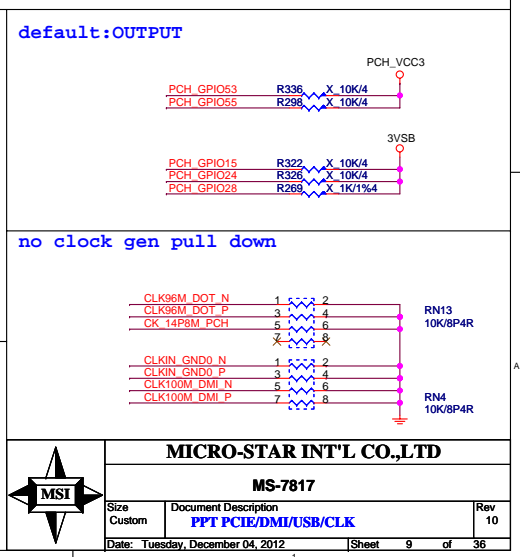 default:OUTPUT
PCH_VCC3
PCH_GPIO53 R336 X_10K/4
PCH_GPIO55 R298 X_10K/4
3VSB
PCH_GPIO15 R322 X_10K/4
PCH_GPIO24 R326 X_10K/4
PCH_GPIO28 R269 X_1K/1%4
no clock gen pull down
CLK96M_DOT_N 1 2
CLK96M_DOT_P 3 4 RN13
CK_14P8M_PCH 5 6 10K/8P4R
7 8
CLKIN_GND0_N 1 2
CLKIN_GND0_P 3 4
CLK100M_DMI_N 5 6
CLK100M_DMI_P 7 8 RN4
10K/8P4R
A
MICRO-STAR INT'L CO.,LTD
MSI
MS-7817
Size Document Description Rev
Custom PPT PCIE/DMI/USB/CLK 10
Date: Tuesday, December 04, 2012 Sheet 9 of 36
1